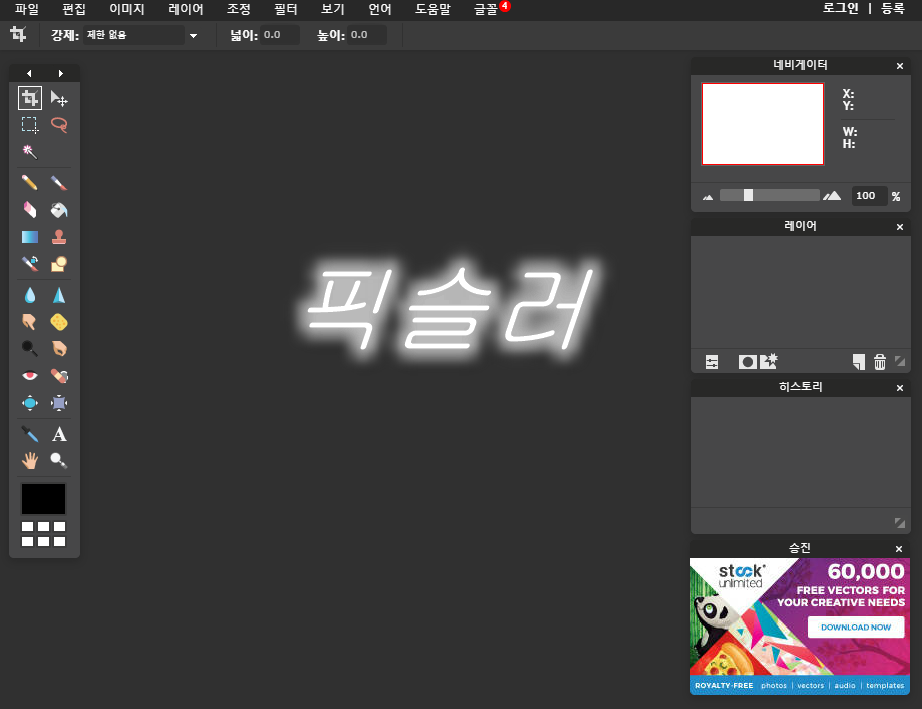 파일 편집 이미지 레이어 조정 필터 보기 언어 도움말 글꼴 4 로그인 | 등록
강제: 제한 없음 넓이: 0.0 높이: 0.0
네비게이터
X:
Y:
W:
H:
100 %
레이어
픽슬러
히스토리
A
승진
stock unlimited
60,000
FREE VECTORS FOR
YOUR CREATIVE NEEDS
DOWNLOAD NOW
ROYALTY-FREE photos | vectors | audio | templates